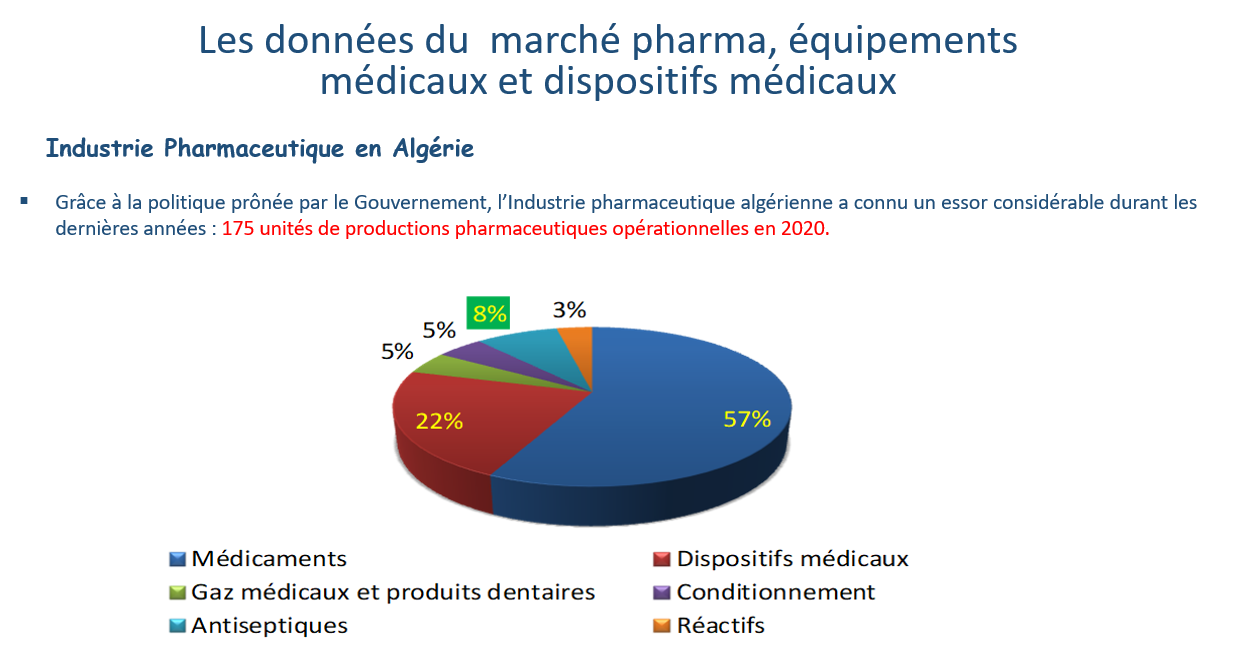 Les données du  marché pharma, équipements
médicaux et dispositifs médicaux
Industrie Pharmaceutique en Algérie
▪ Grâce à la politique prônée par le Gouvernement, l’Industrie pharmaceutique algérienne a connu un essor considérable durant les
dernières années : 175 unités de productions pharmaceutiques opérationnelles en 2020.
8%
3%
5%
5%
22%
57%
Médicaments
Dispositifs médicaux
Gaz médicaux et produits dentaires
Conditionnement
Antiseptiques
Réactifs